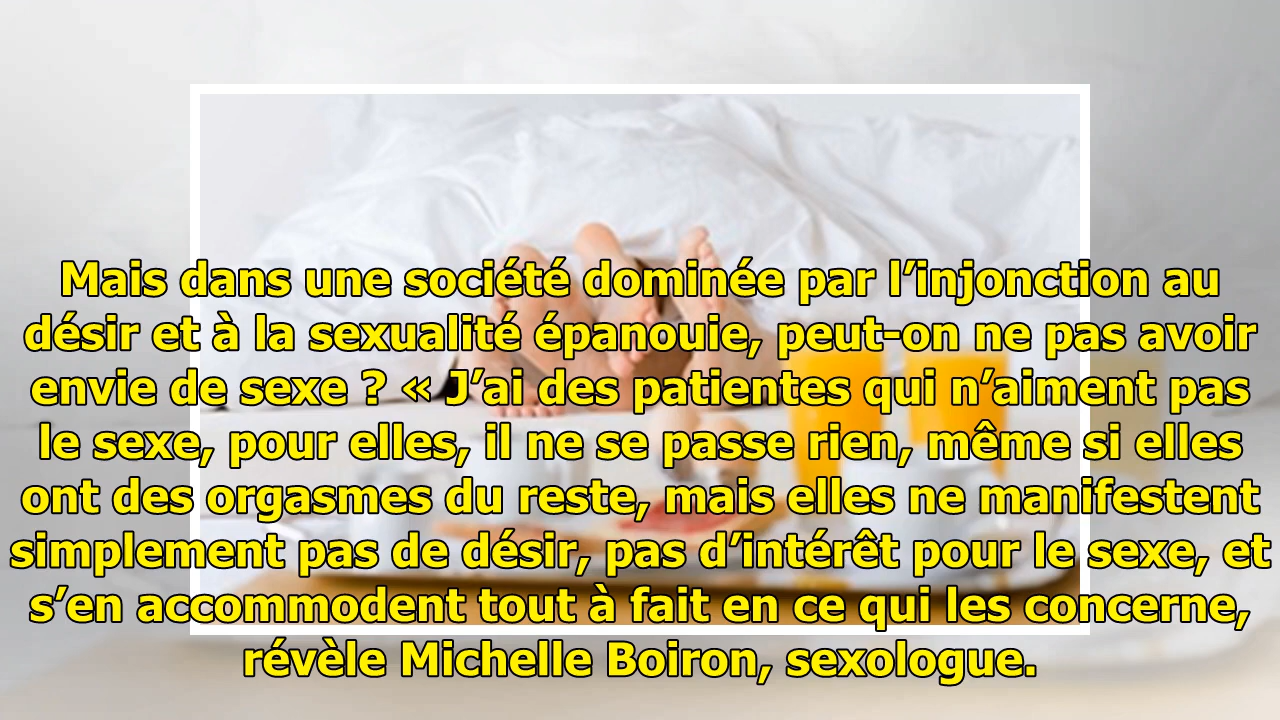 Mais dans une société dominée par l’injonction au
désir et à la sexualité épanouie, peut-on ne pas avoir
envie de sexe ? « J’ai des patientes qui n’aiment pas
le sexe, pour elles, il ne se passe rien, même si elles
ont des orgasmes du reste, mais elles ne manifestent
simplement pas de désir, pas d’intérêt pour le sexe, et
s’en accommodent tout à fait en ce qui les concerne,
révèle Michelle Boiron, sexologue.